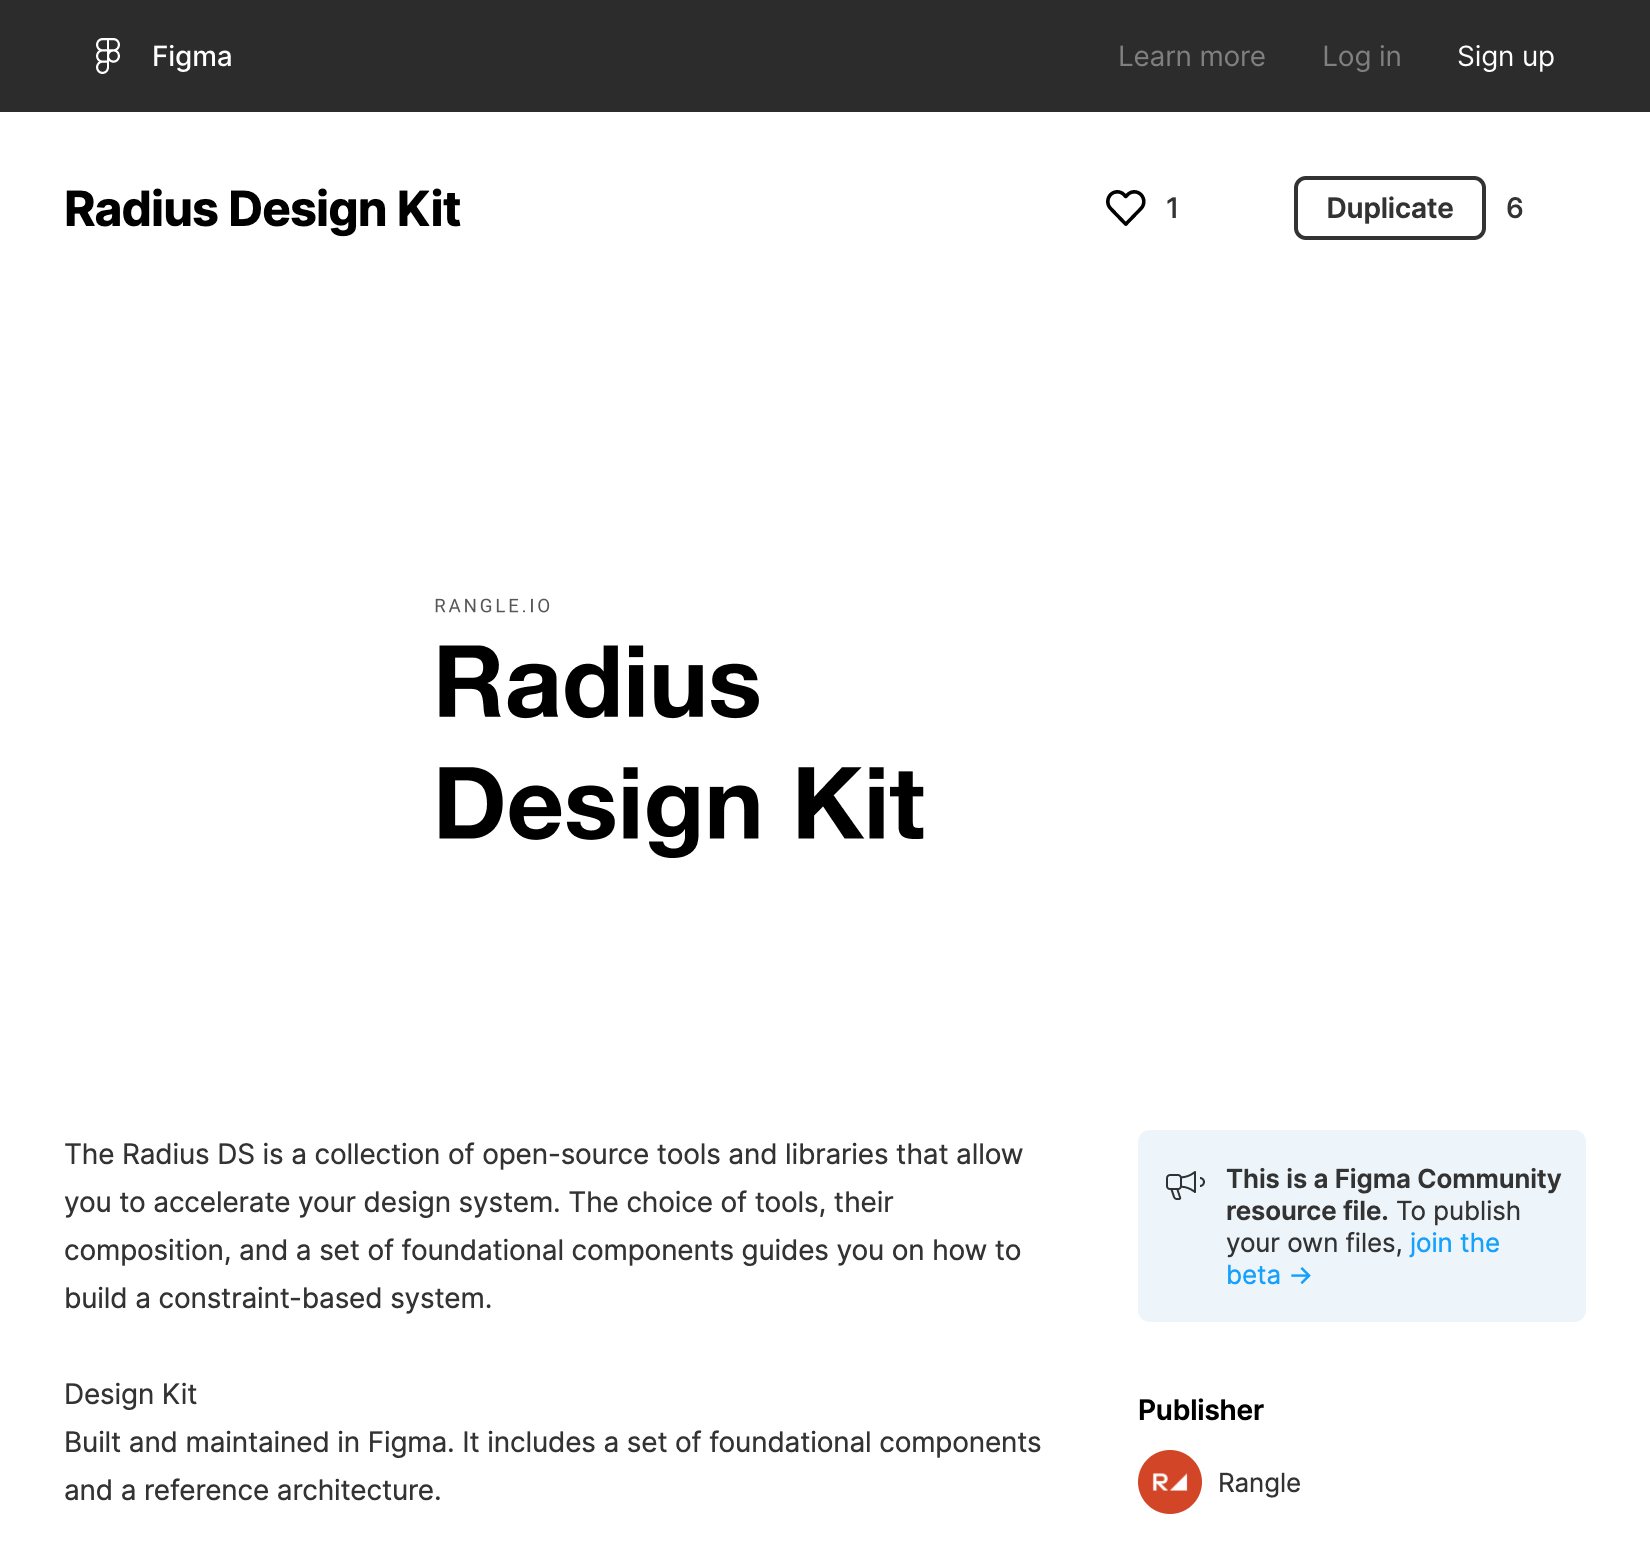 Figma
Learn more
Log in
Sign up
Radius Design Kit
1
Duplicate
6
RANGLE.IO
Radius
Design Kit
The Radius DS is a collection of open-source tools and libraries that allow
you to accelerate your design system. The choice of tools, their
composition, and a set of foundational components guides you on how to
build a constraint-based system.
Design Kit
Built and maintained in Figma. It includes a set of foundational components
and a reference architecture.
This is a Figma Community
resource file. To publish
your own files, join the
beta →
Publisher
R
Rangle